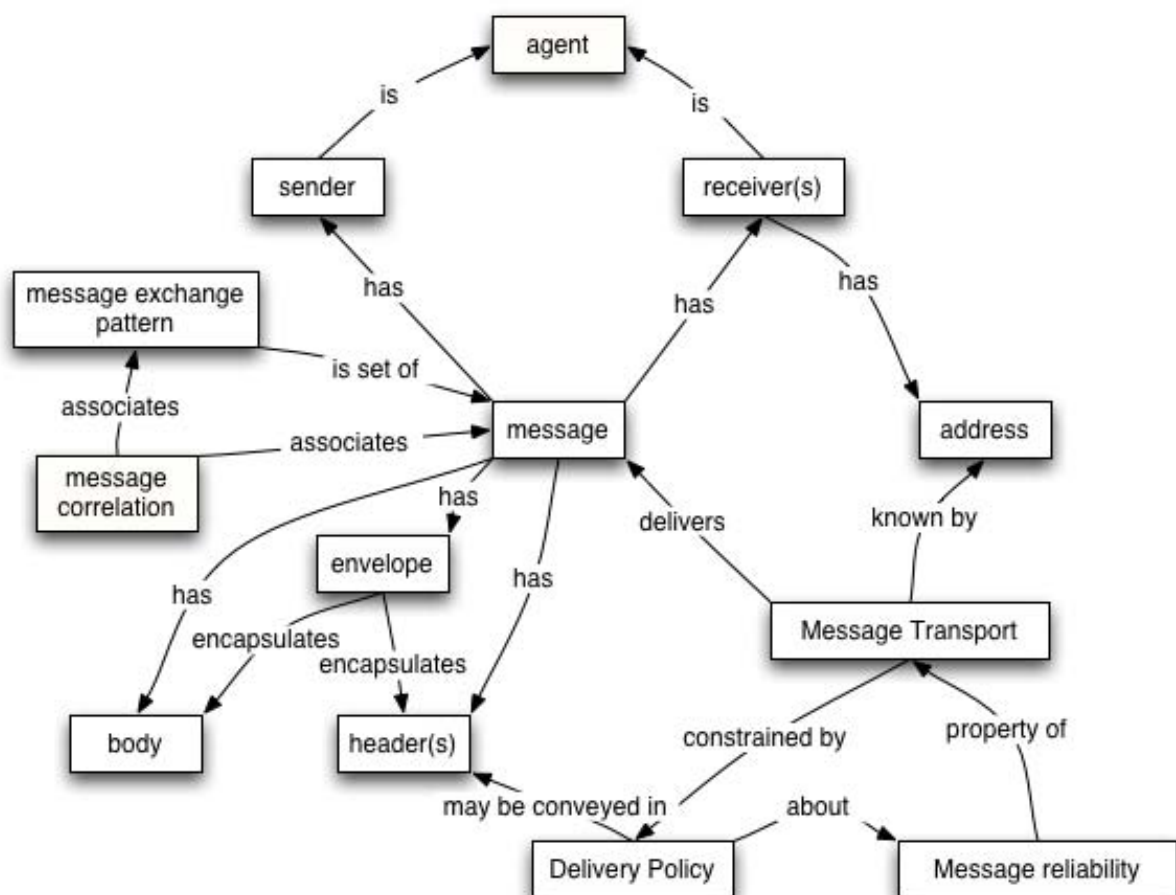 agent
is
is
sender
receiver(s)
has
has
has
message exchange
pattern
is set of
associates
associates
message
address
message
correlation
has
delivers
known by
envelope
has
has
encapsulates
encapsulates
Message Transport
body
header(s)
constrained by
property of
may be conveyed in
about
Delivery Policy
Message reliability